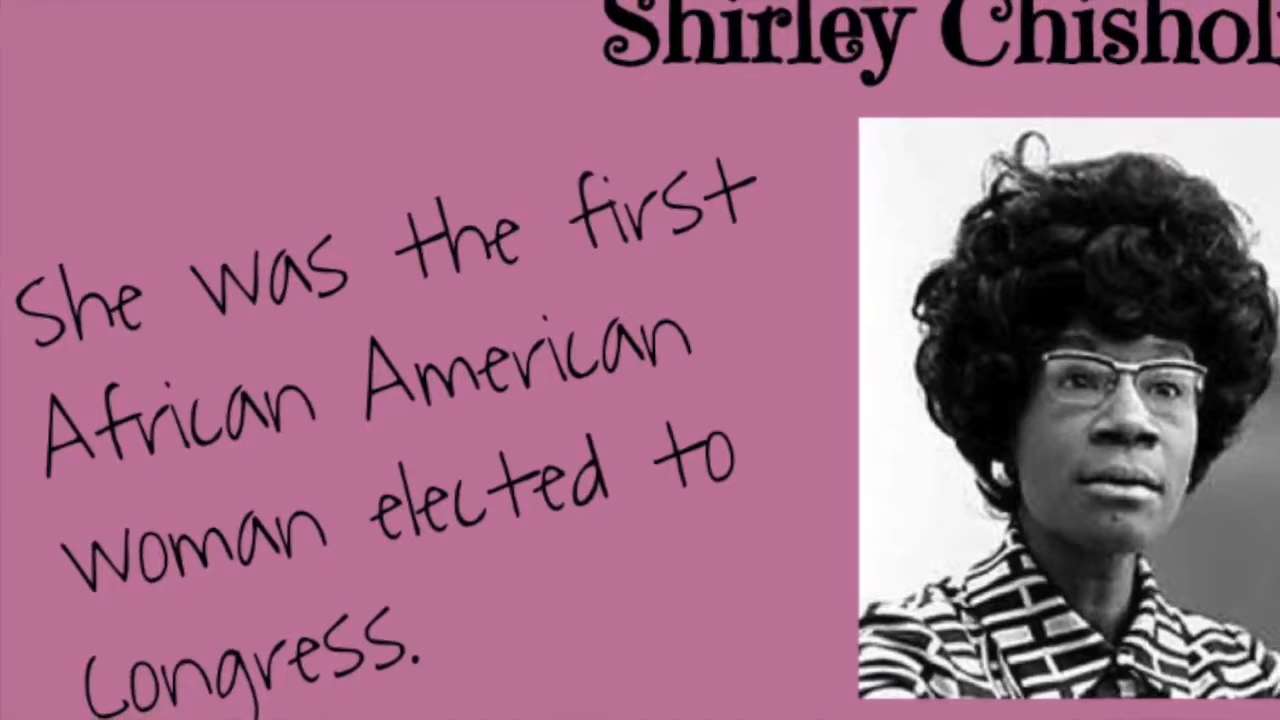 Shirley Chishol
She was the first
African American
woman elected to
Congress.